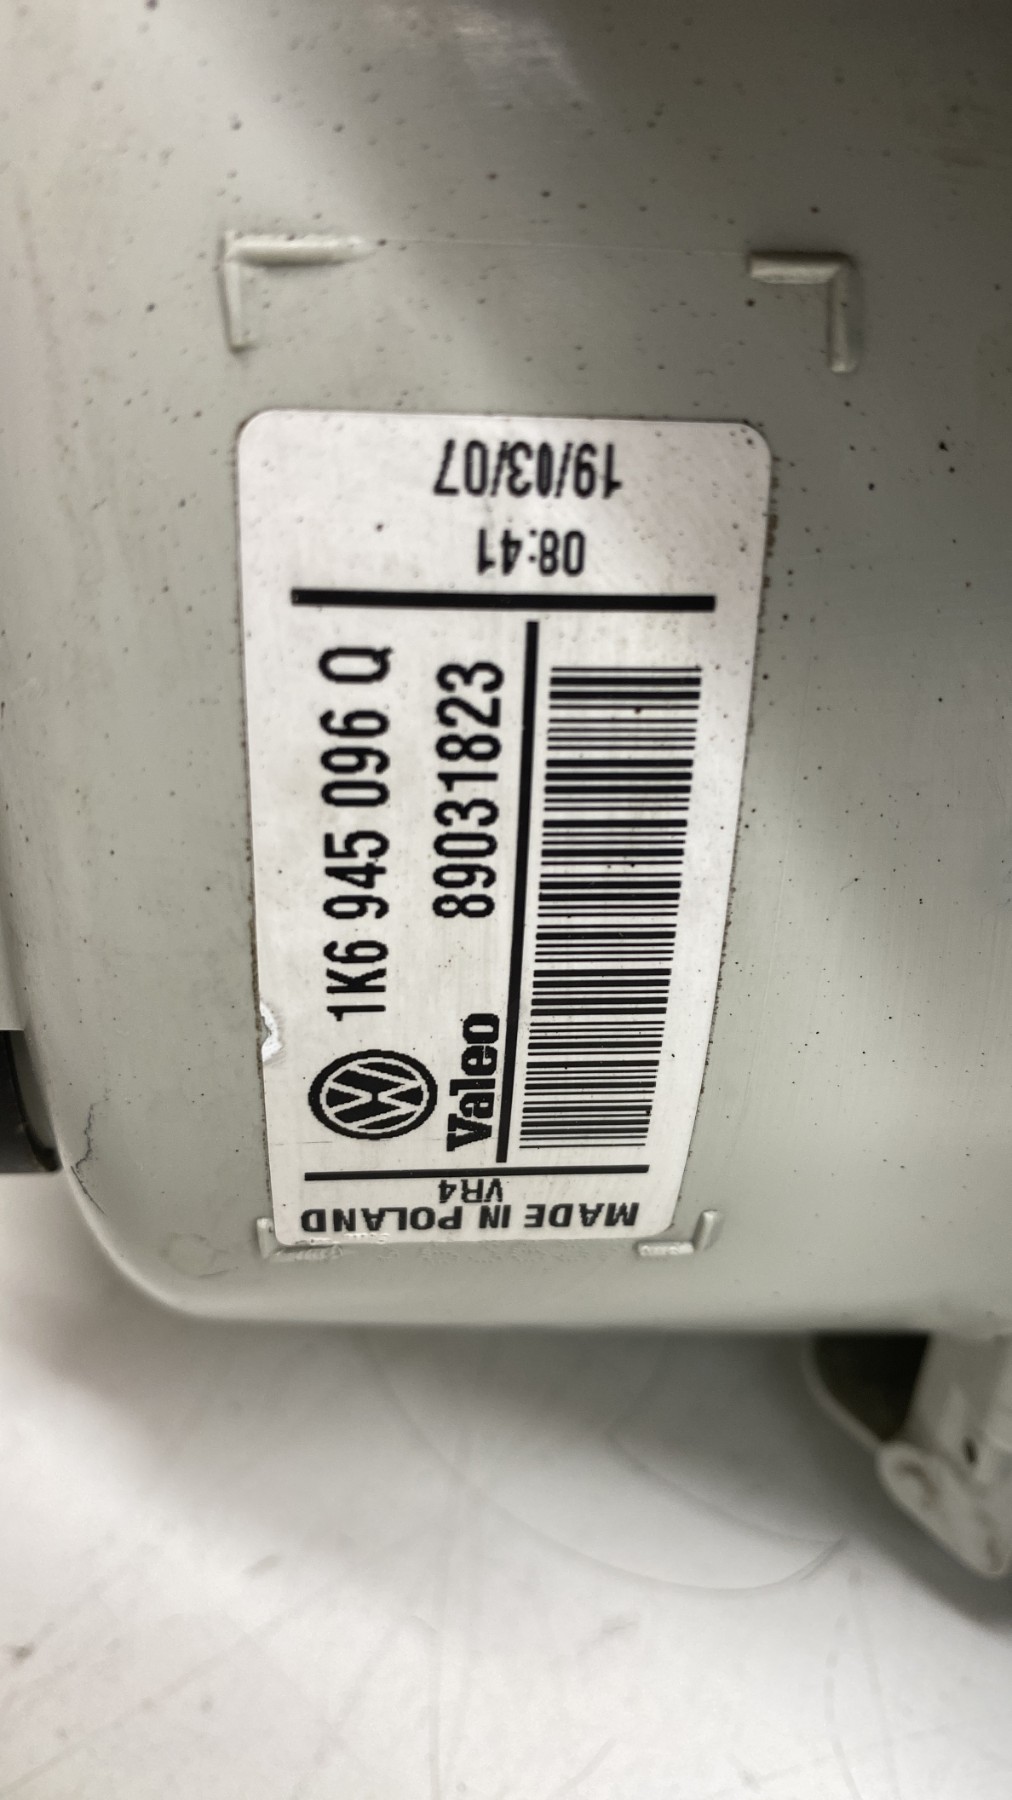 19/03/07
08:41
1K6 945 096 Q
Valeo 89031823
VR4
MADE IN POLAND